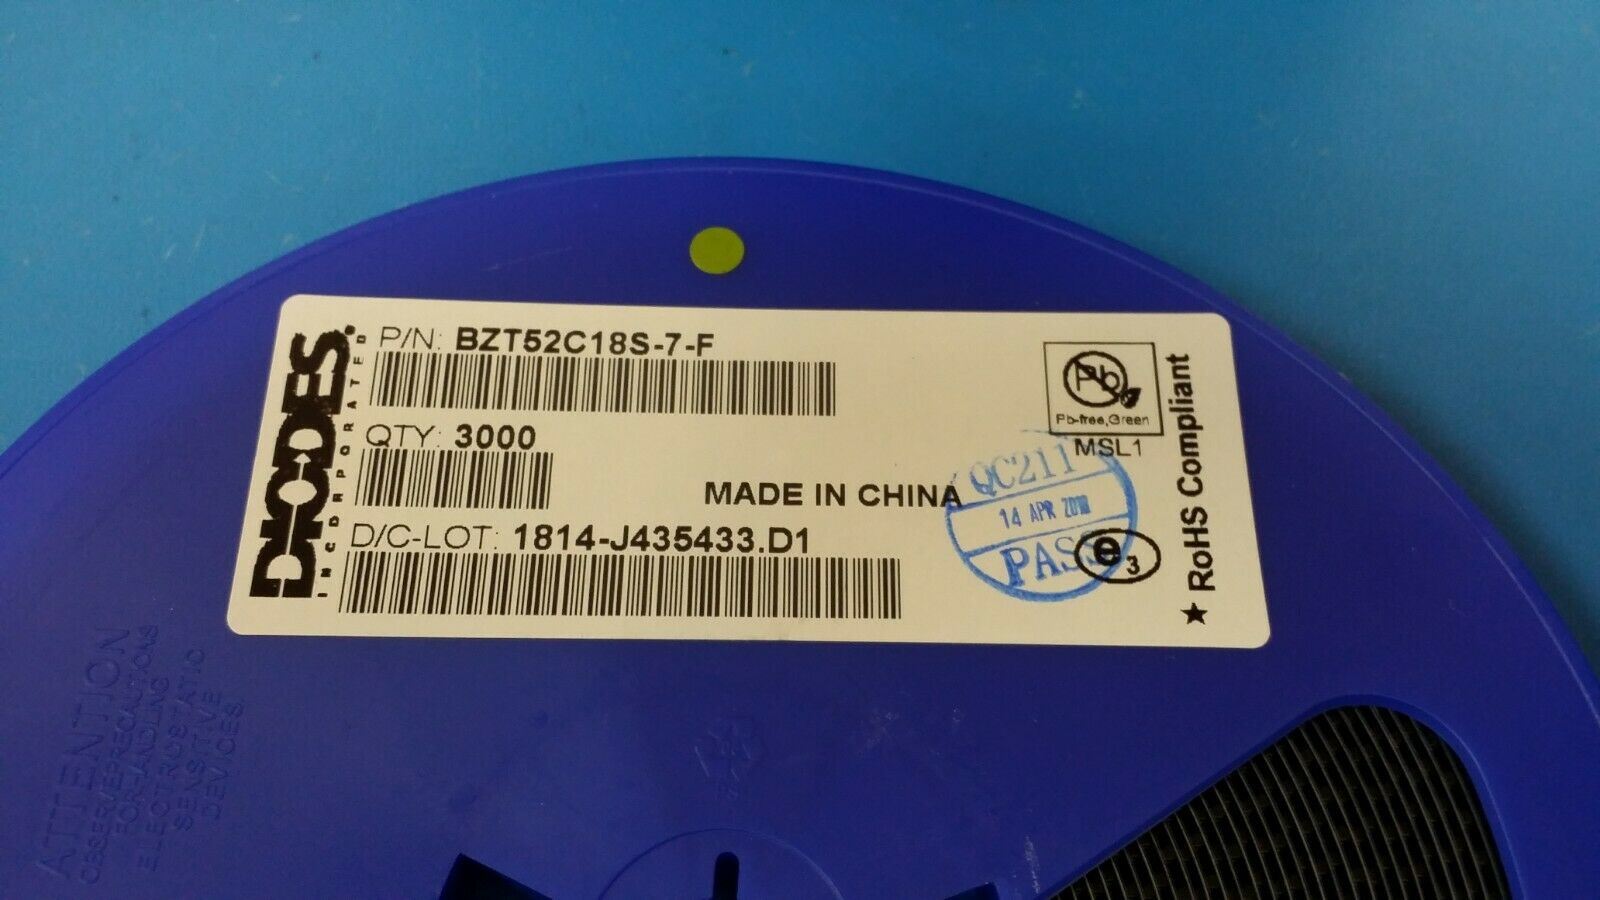 DIODES®
INCORPORATED
P/N: BZT52C18S-7-F
QTY: 3000
MADE IN CHINA
D/C-LOT: 1814-J435433.D1
Pb
Pb-free,Green
MSL1
QC211
14 APR 2018
PASS
e3
★ RoHS Compliant
ATTENTION
OBSERVE PRECAUTIONS
FOR HANDLING
ELECTROSTATIC
SENSITIVE
DEVICES